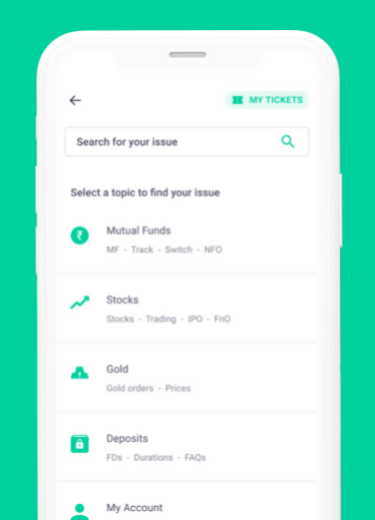 MY TICKETS
Search for your issue
Select a topic to find your issue
Mutual Funds
MF - Track - Switch - NFO
Stocks
Stocks - Trading - IPO - FnO
Gold
Gold orders - Prices
Deposits
FDs - Durations - FAQs
My Account